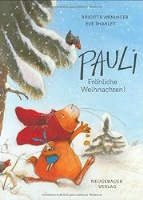 BRIGITTE WENINGER
EVE THARLET
PAULI
Fröhliche
Weihnachten!
NEUGEBAUER
VERLAG